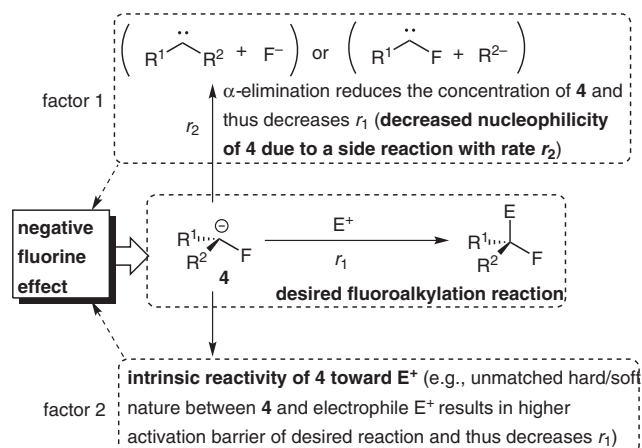 ( R¹ R² + F⁻ ) or ( R¹ F + R²⁻ )
factor 1
r₂
α-elimination reduces the concentration of 4 and
thus decreases r₁ (decreased nucleophilicity
of 4 due to a side reaction with rate r₂)
negative
fluorine
effect
R¹ R² ⊖ F
4
E⁺
r₁
E R¹ R² F
desired fluoroalkylation reaction
factor 2
intrinsic reactivity of 4 toward E⁺ (e.g., unmatched hard/soft
nature between 4 and electrophile E⁺ results in higher
activation barrier of desired reaction and thus decreases r₁)